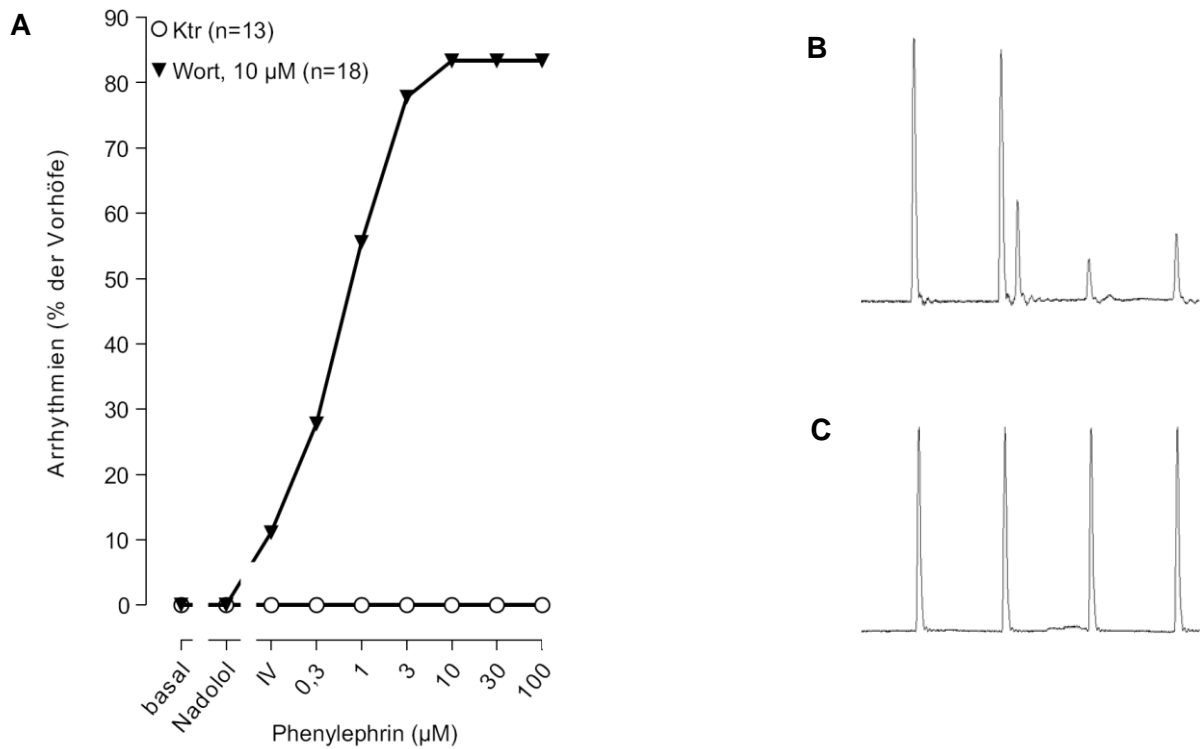 A
Arrhythmien (% der Vorhöfe)
90
80
70
60
50
40
30
20
10
0
Ktr (n=13)
Wort, 10 µM (n=18)
basal
Nadolol
IV
0,3
1
3
10
30
100
Phenylephrin (µM)
B
C